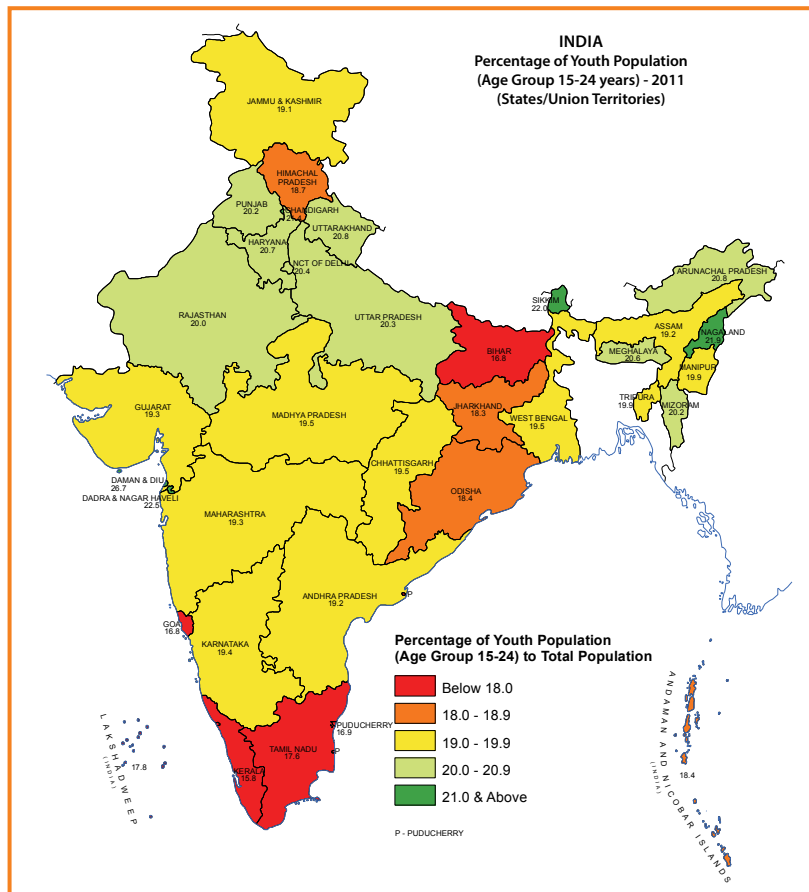 INDIA
Percentage of Youth Population
(Age Group 15-24 years) - 2011
(States/Union Territories)
JAMMU & KASHMIR
19.1
HIMACHAL
PRADESH
18.7
PUNJAB
20.2
CHANDIGARH
21.4
UTTARAKHAND
20.8
HARYANA
20.7
NCT OF DELHI
20.4
RAJASTHAN
20.0
UTTAR PRADESH
20.3
BIHAR
16.8
SIKKIM
22.0
ARUNACHAL PRADESH
20.8
ASSAM
19.2
NAGALAND
21.9
MEGHALAYA
20.6
MANIPUR
19.9
TRIPURA
19.9
MIZORAM
20.2
GUJARAT
19.3
MADHYA PRADESH
19.5
JHARKHAND
18.3
WEST BENGAL
19.5
CHHATTISGARH
19.5
ODISHA
18.4
DAMAN & DIU
26.7
DADRA & NAGAR HAVELI
22.5
MAHARASHTRA
19.3
ANDHRA PRADESH
19.2
P
GOA
16.8
KARNATAKA
19.4
PUDUCHERRY
16.9
P
TAMIL NADU
17.6
KERALA
15.8
LAKSHADWEEP
(INDIA)
17.8
ANDAMAN AND NICOBAR ISLANDS
(INDIA)
18.4
Percentage of Youth Population
(Age Group 15-24) to Total Population
Below 18.0
18.0 - 18.9
19.0 - 19.9
20.0 - 20.9
21.0 & Above
P - PUDUCHERRY